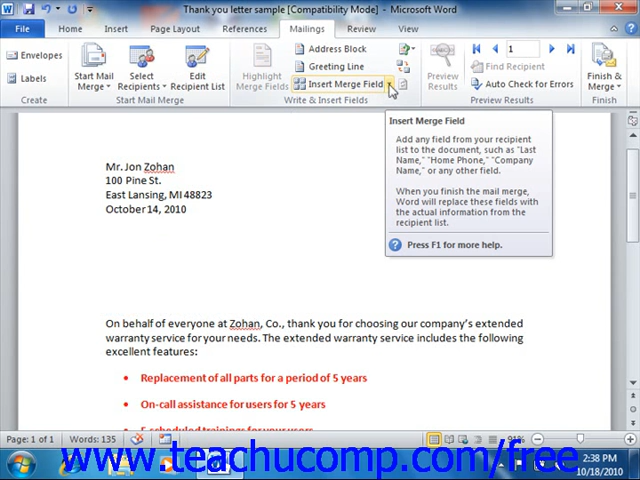 Thank you letter sample [Compatibility Mode] - Microsoft Word
File Home Insert Page Layout References Mailings Review View
Envelopes
Labels
Create
Start Mail Merge
Select Recipients
Edit Recipient List
Start Mail Merge
Highlight Merge Fields
Address Block
Greeting Line
Insert Merge Field
Write & Insert Fields
Preview Results
1
Find Recipient
Auto Check for Errors
Preview Results
Finish & Merge
Finish
Insert Merge Field
Add any field from your recipient
list to the document, such as "Last
Name," "Home Phone," "Company
Name," or any other field.
When you finish the mail merge,
Word will replace these fields with
the actual information from the
recipient list.
Press F1 for more help.
Mr. Jon Zohan
100 Pine St.
East Lansing, MI 48823
October 14, 2010
On behalf of everyone at Zohan, Co., thank you for choosing our company's extended
warranty service for your needs. The extended warranty service includes the following
excellent features:
• Replacement of all parts for a period of 5 years
• On-call assistance for users for 5 years
• 5 scheduled trainings for your users
Page: 1 of 1 Words: 135 91%
www.teachucomp.com/free
2:38 PM
10/18/2010